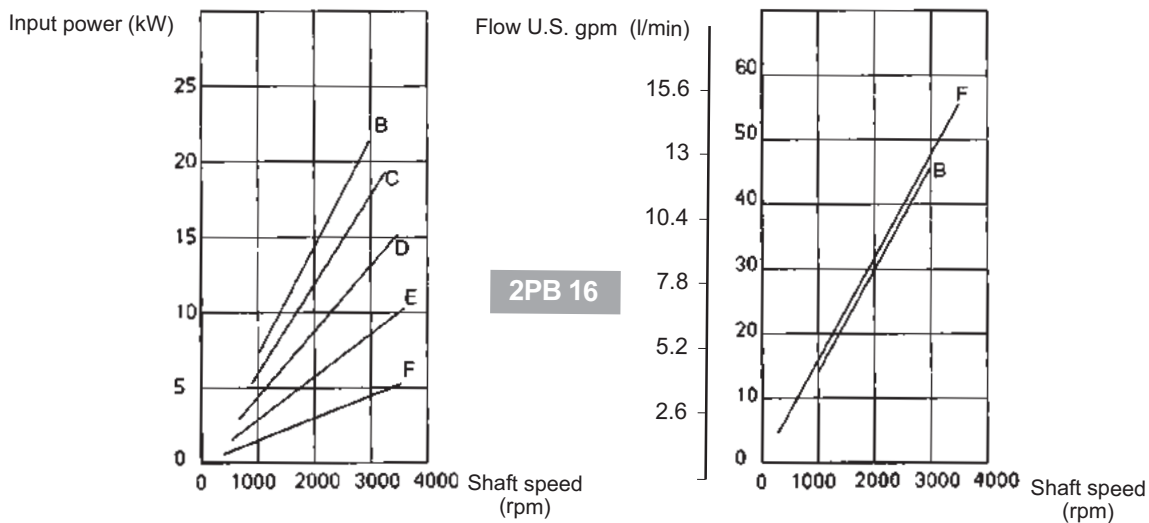 Input power (kW)
25
20
15
10
5
0
B
C
D
E
F
0 1000 2000 3000 4000
Shaft speed
(rpm)
2PB 16
Flow U.S. gpm (l/min)
15.6
13
10.4
7.8
5.2
2.6
60
50
40
30
20
10
0
F
B
0 1000 2000 3000 4000
Shaft speed
(rpm)